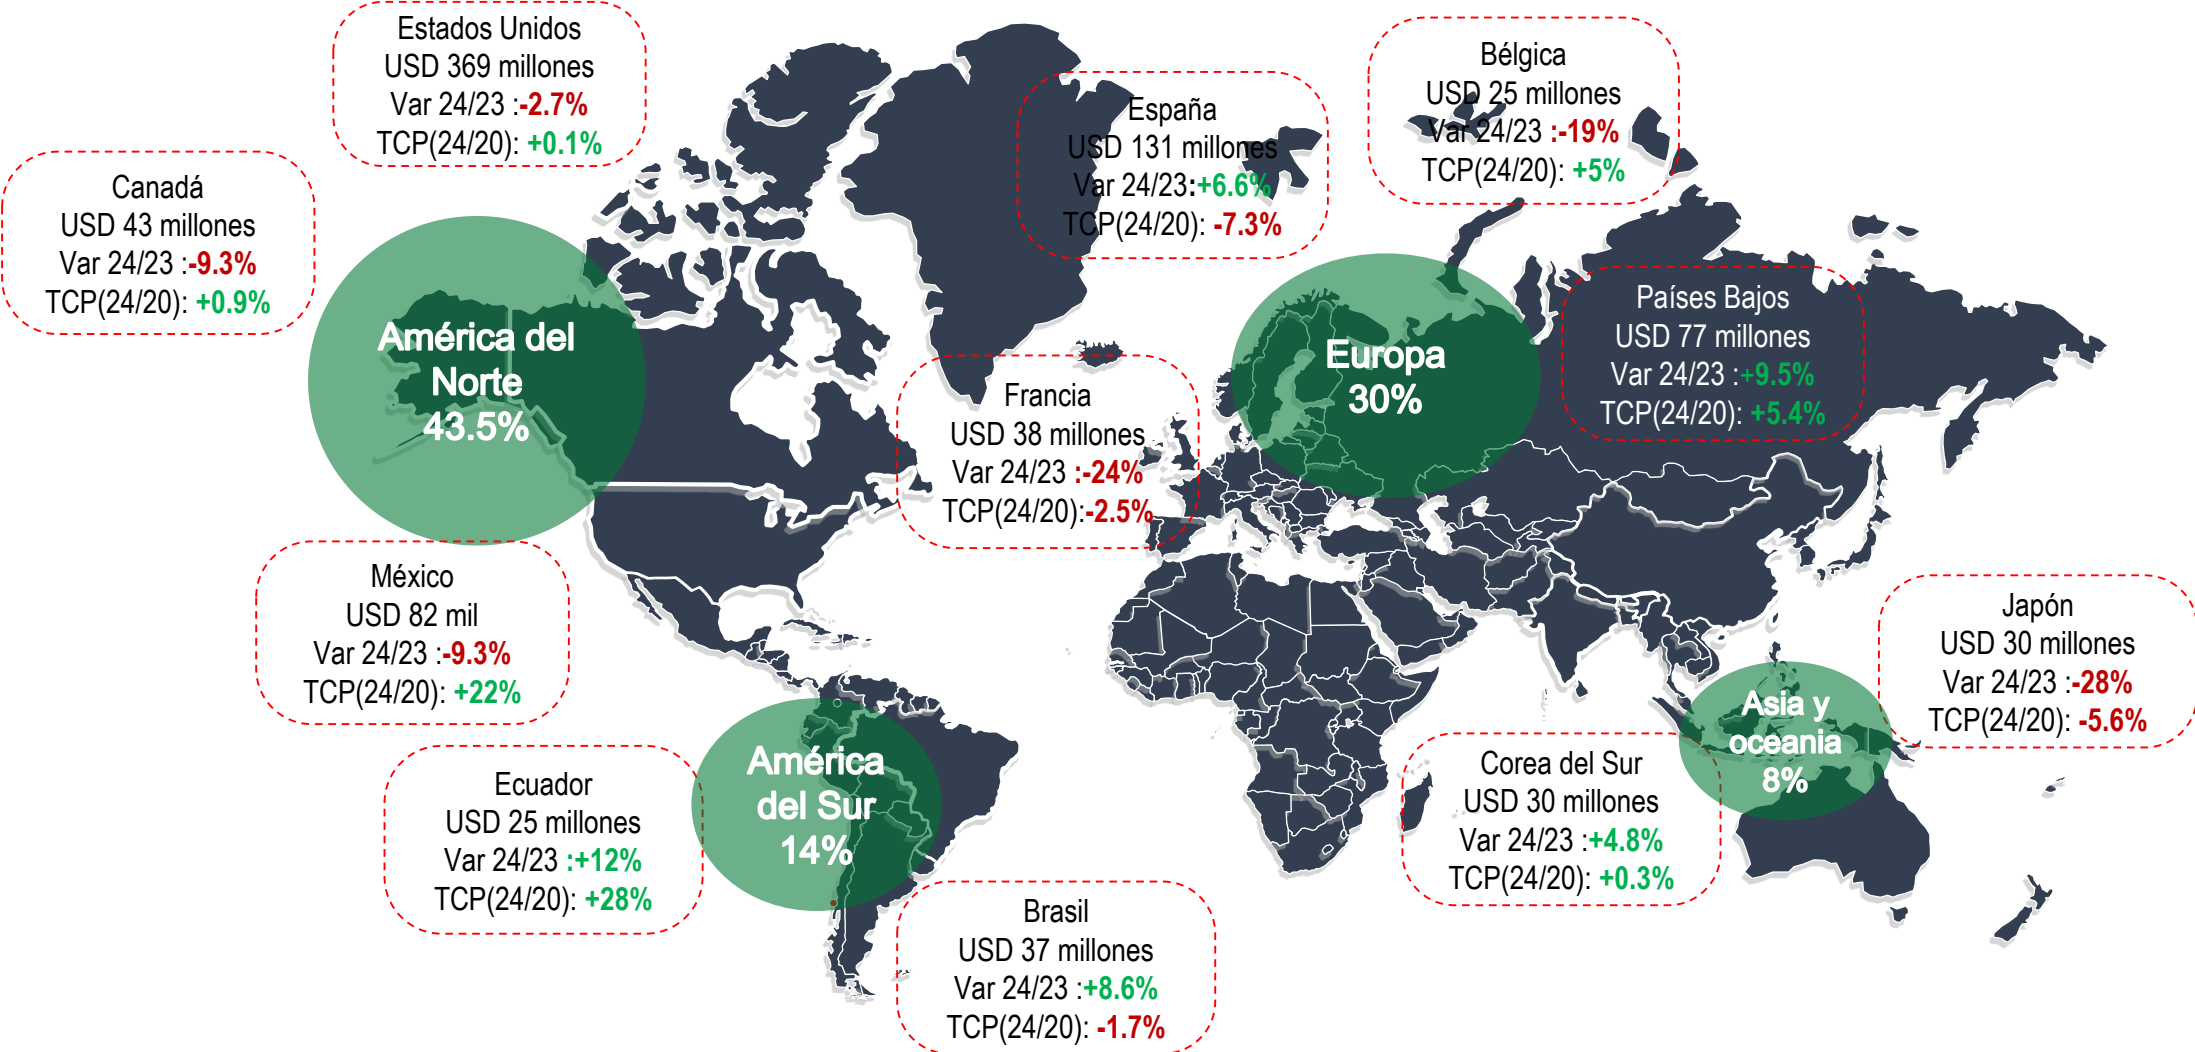 Estados Unidos
USD 369 millones
Var 24/23 :-2.7%
TCP(24/20): +0.1%
Bélgica
USD 25 millones
Var 24/23 :-19%
TCP(24/20): +5%
España
USD 131 millones
Var 24/23:+6.6%
TCP(24/20): -7.3%
Canadá
USD 43 millones
Var 24/23 :-9.3%
TCP(24/20): +0.9%
América del
Norte
43.5%
Europa
30%
Países Bajos
USD 77 millones
Var 24/23 :+9.5%
TCP(24/20): +5.4%
Francia
USD 38 millones
Var 24/23 :-24%
TCP(24/20):-2.5%
México
USD 82 mil
Var 24/23 :-9.3%
TCP(24/20): +22%
Japón
USD 30 millones
Var 24/23 :-28%
TCP(24/20): -5.6%
Asia y
oceania
8%
América
del Sur
14%
Ecuador
USD 25 millones
Var 24/23 :+12%
TCP(24/20): +28%
Corea del Sur
USD 30 millones
Var 24/23 :+4.8%
TCP(24/20): +0.3%
Brasil
USD 37 millones
Var 24/23 :+8.6%
TCP(24/20): -1.7%